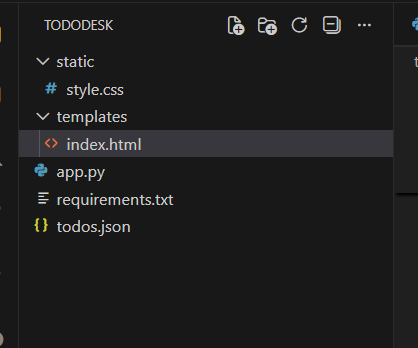 TODODESK
static
# style.css
templates
<> index.html
app.py
requirements.txt
{} todos.json
t